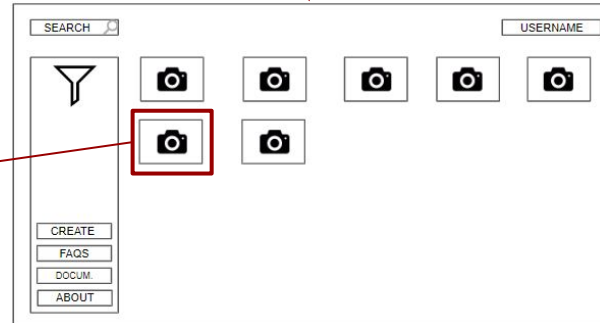 SEARCH
USERNAME
CREATE
FAQS
DOCUM.
ABOUT